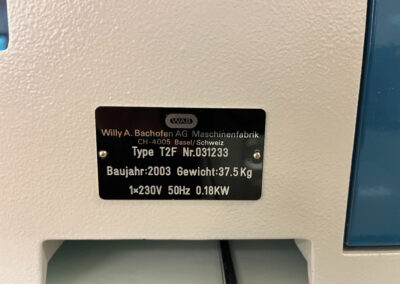 WAB
Willy A. Bachofen AG Maschinenfabrik
CH-4005 Basel/Schweiz
Type T2F Nr.031233
Baujahr:2003 Gewicht:37.5Kg
1×230V 50Hz 0.18KW